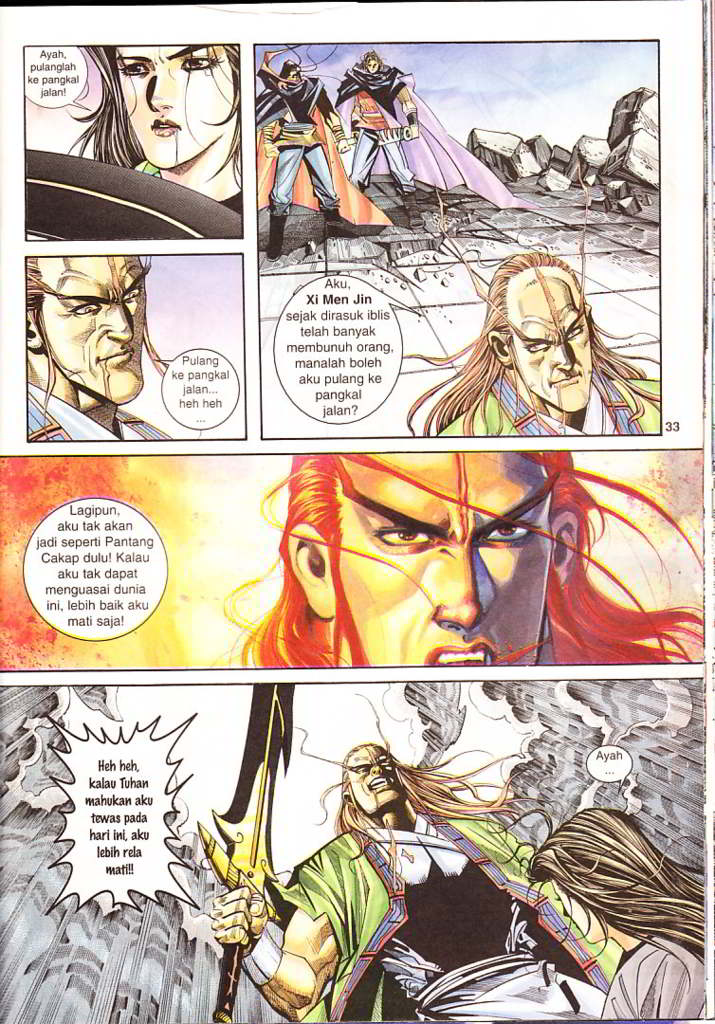 Ayah,
pulanglah
ke pangkal
jalan!
Aku,
Xi Men Jin
sejak dirasuk iblis
telah banyak
membunuh orang,
manalah boleh
aku pulang ke
pangkal
jalan?
Pulang
ke pangkal
jalan...
heh heh
...
33
Lagipun,
aku tak akan
jadi seperti Pantang
Cakap dulu! Kalau
aku tak dapat
menguasai dunia
ini, lebih baik aku
mati saja!
Heh heh,
kalau Tuhan
mahukan aku
tewas pada
hari ini, aku
lebih rela
mati!!
Ayah
...